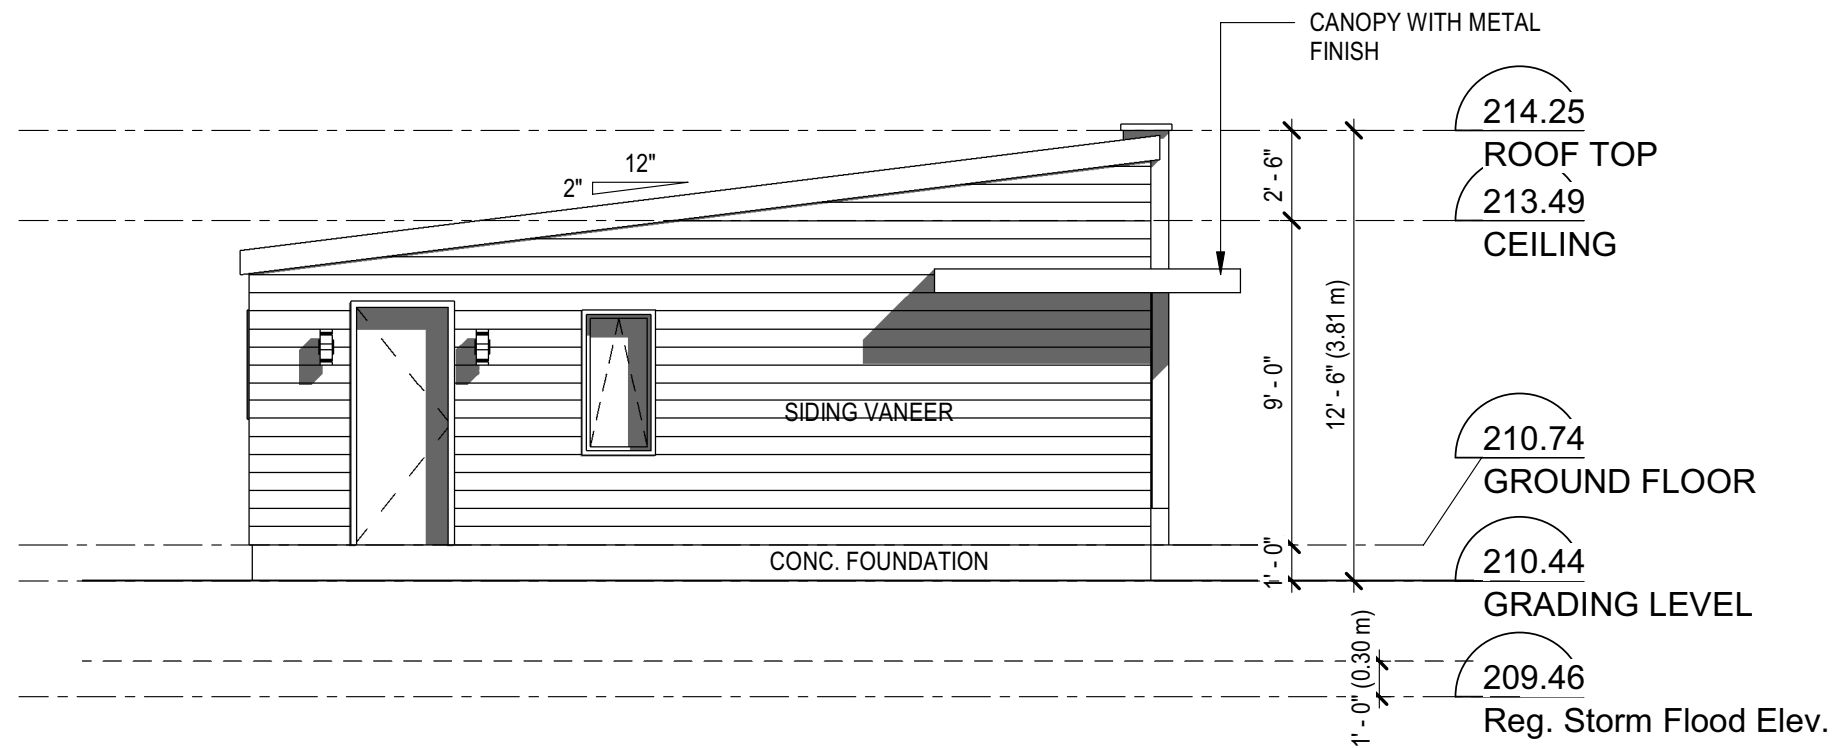 CANOPY WITH METAL
FINISH
214.25
ROOF TOP
12"
2"
2' - 6"
213.49
CEILING
9' - 0"
12' - 6" (3.81 m)
SIDING VANEER
210.74
GROUND FLOOR
CONC. FOUNDATION
1' - 0"
210.44
GRADING LEVEL
1' - 0" (0.30 m)
209.46
Reg. Storm Flood Elev.